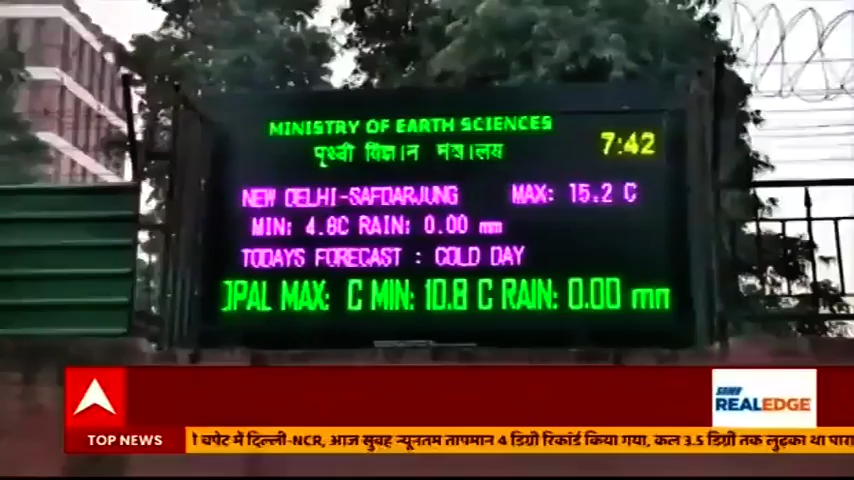 MINISTRY OF EARTH SCIENCES
पृथ्वी विज्ञान मंत्रालय
7:42
NEW DELHI-SAFDARJUNG MAX: 15.2 C
MIN: 4.8C RAIN: 0.00 mm
TODAYS FORECAST : COLD DAY
OPAL MAX: C MIN: 10.8 C RAIN: 0.00 mm
REALEDGE
TOP NEWS
चपेट में दिल्ली-NCR, आज सुबह न्यूनतम तापमान 4 डिग्री रिकॉर्ड किया गया, कल 3.5 डिग्री तक लुढ़का था पारा